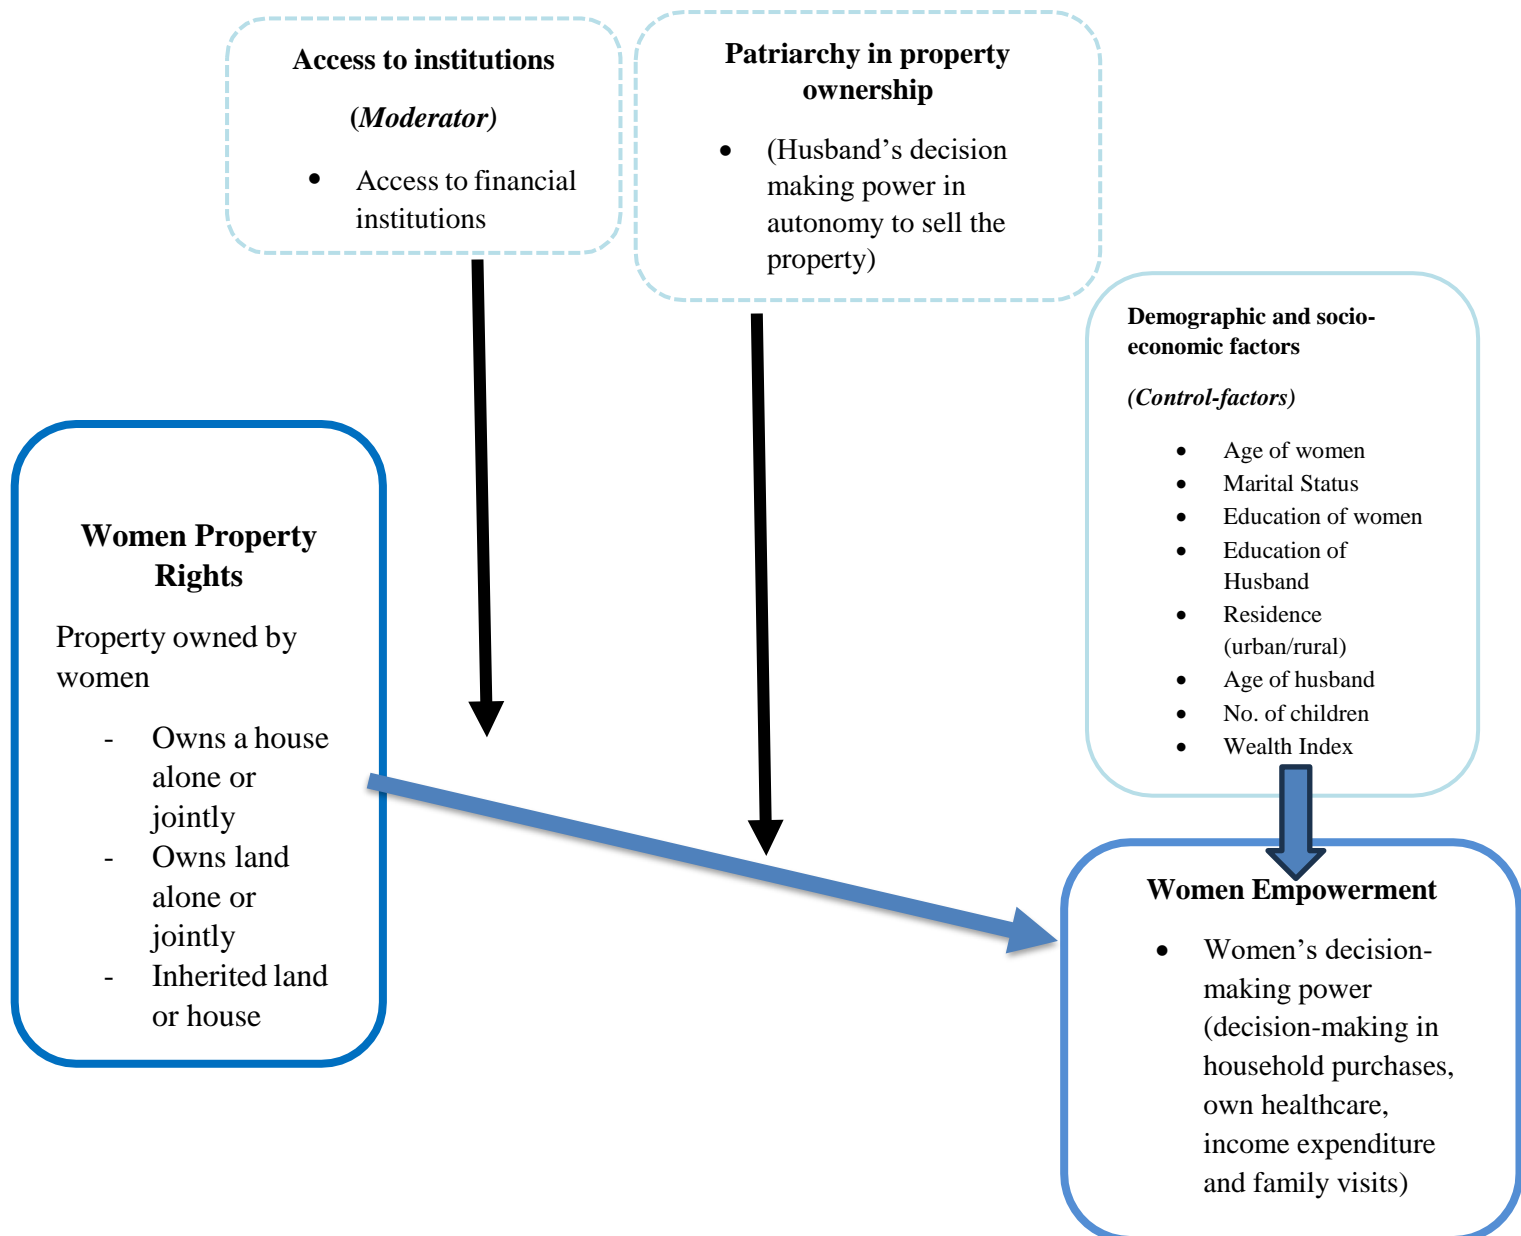 Access to institutions
(Moderator)
• Access to financial
institutions
Patriarchy in property
ownership
• (Husband’s decision
making power in
autonomy to sell the
property)
Demographic and socio-
economic factors
(Control-factors)
• Age of women
• Marital Status
• Education of women
• Education of
Husband
• Residence
(urban/rural)
• Age of husband
• No. of children
• Wealth Index
Women Property
Rights
Property owned by
women
- Owns a house
alone or
jointly
- Owns land
alone or
jointly
- Inherited land
or house
Women Empowerment
• Women’s decision-
making power
(decision-making in
household purchases,
own healthcare,
income expenditure
and family visits)